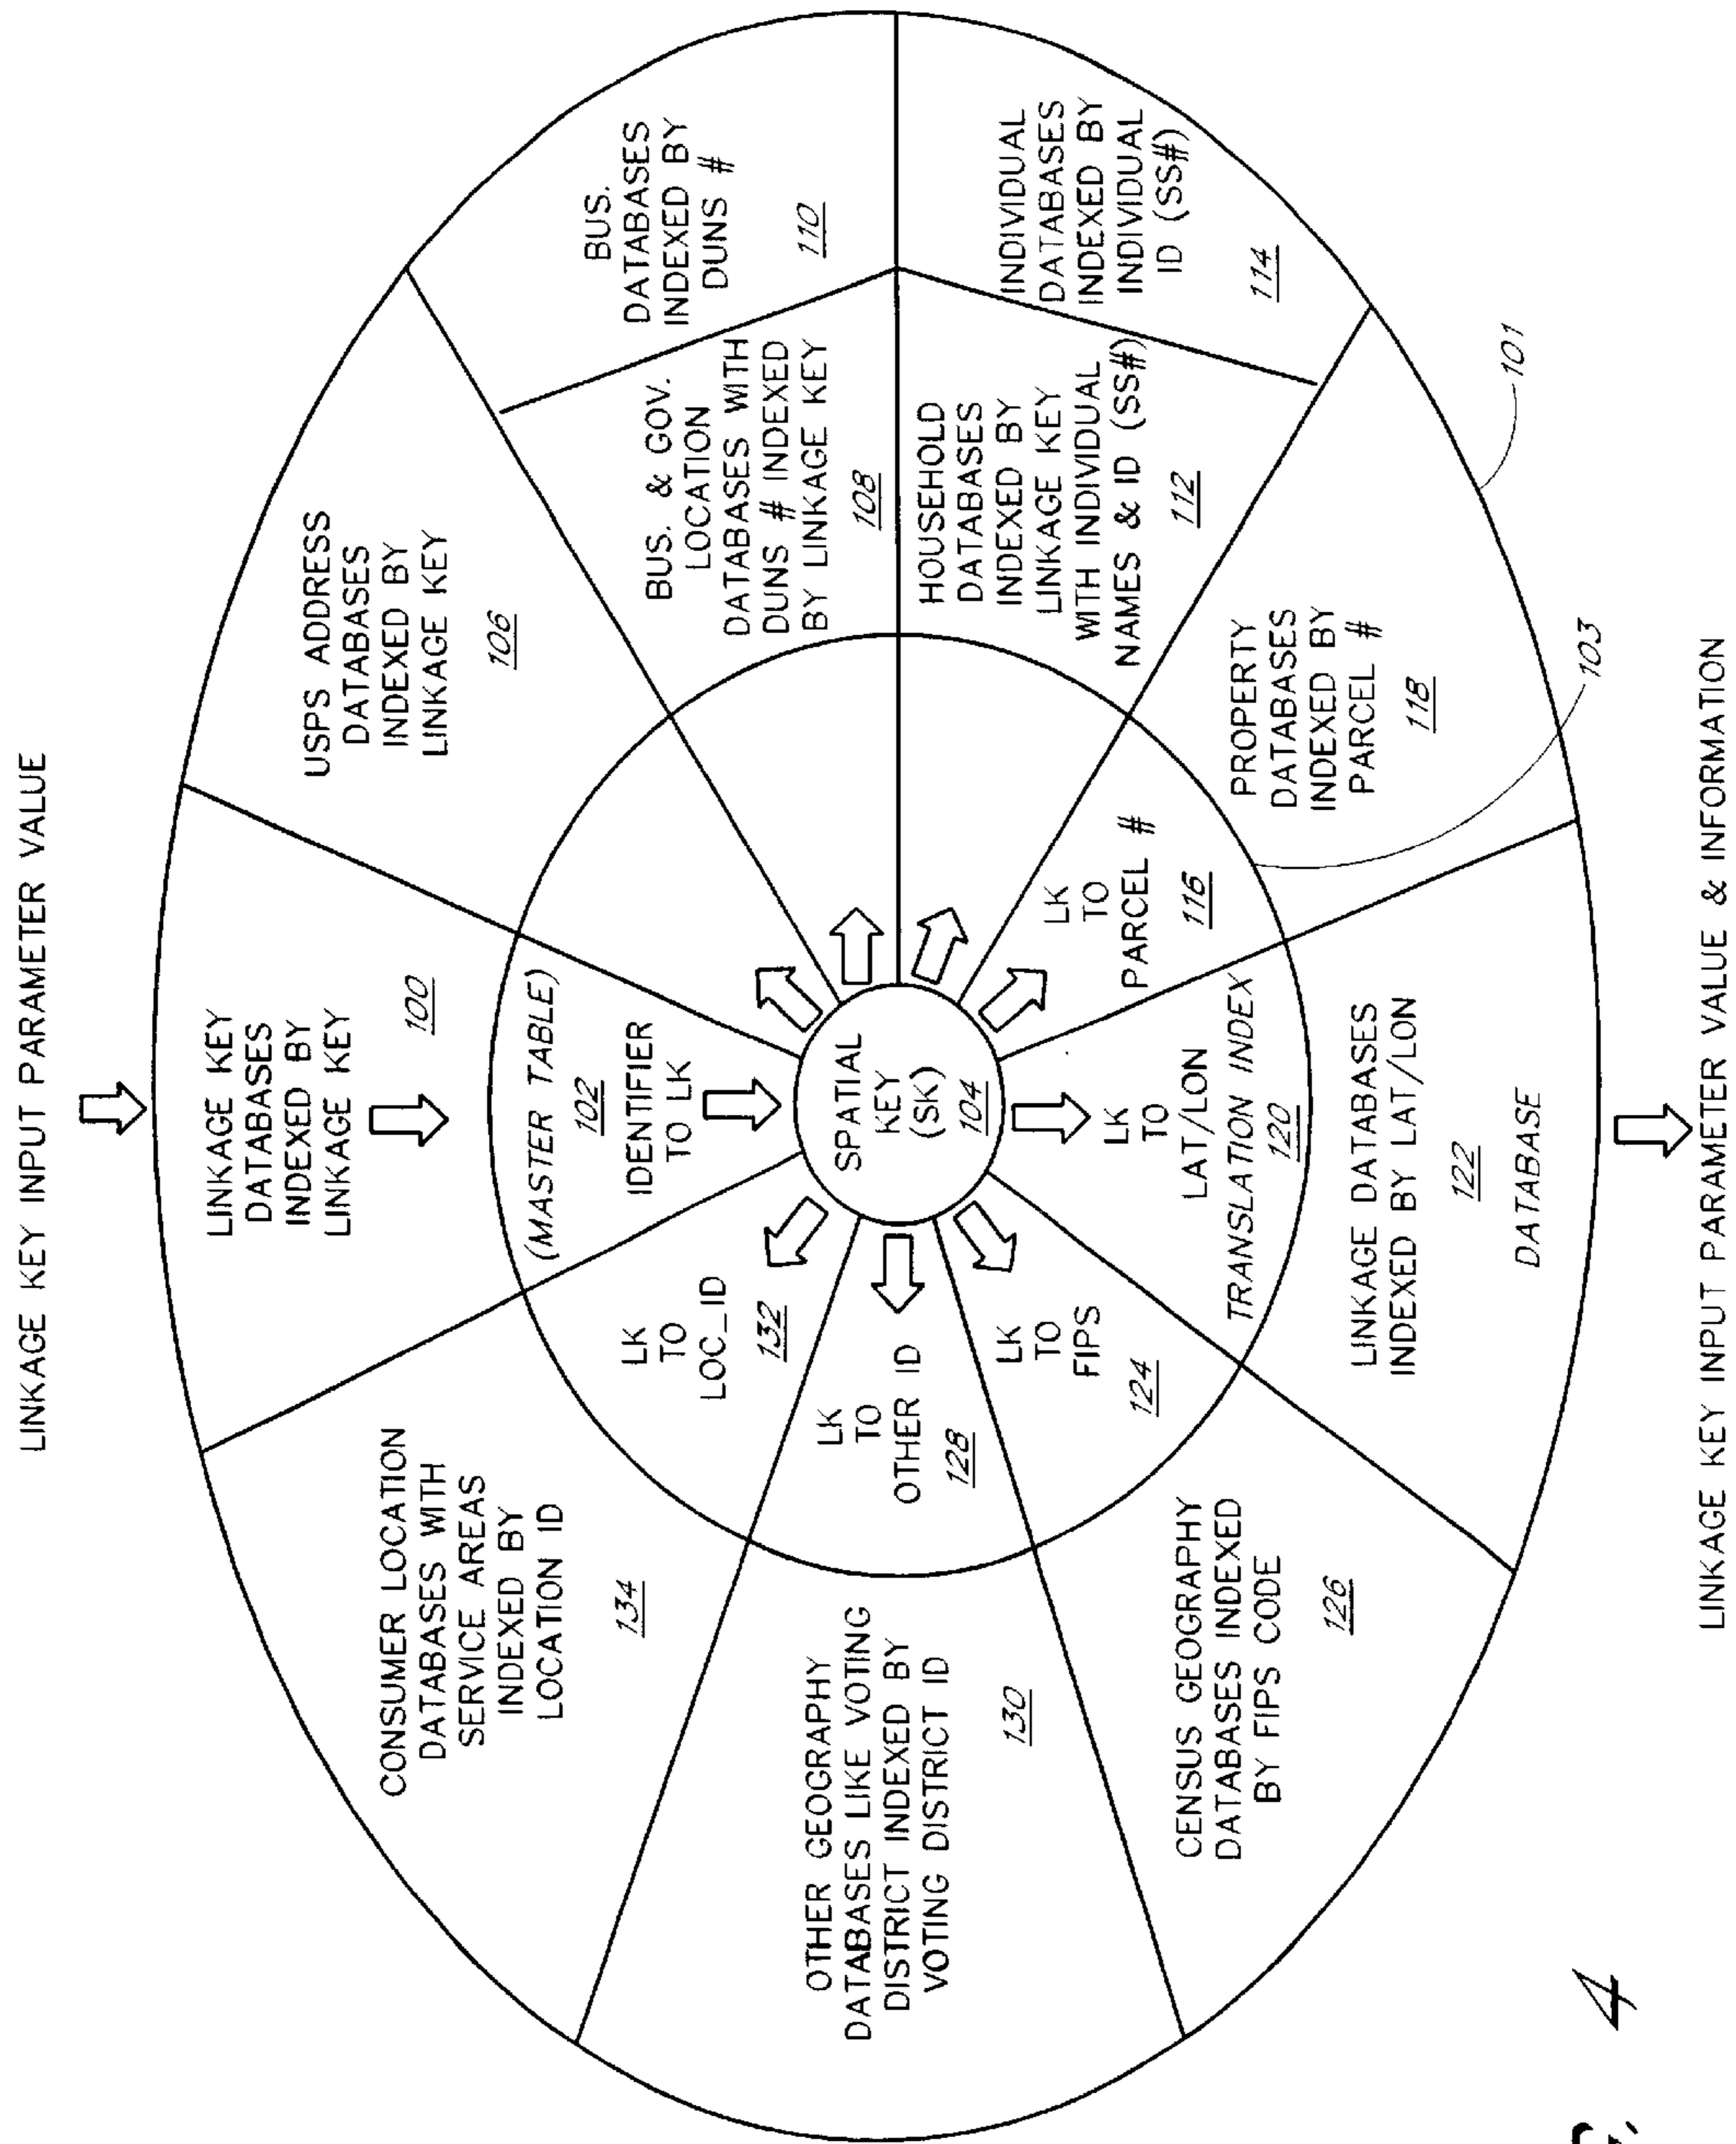 LINKAGE KEY INPUT PARAMETER VALUE
LINKAGE KEY
DATABASES
INDEXED BY
LINKAGE KEY
100
USPS ADDRESS
DATABASES
INDEXED BY
LINKAGE KEY
106
BUS. & GOV.
LOCATION
DATABASES WITH
DUNS # INDEXED
BY LINKAGE KEY
108
BUS.
DATABASES
INDEXED BY
DUNS #
110
HOUSEHOLD
DATABASES
INDEXED BY
LINKAGE KEY
WITH INDIVIDUAL
NAMES & ID (SS#)
112
INDIVIDUAL
DATABASES
INDEXED BY
INDIVIDUAL
ID (SS#)
114
PROPERTY
DATABASES
INDEXED BY
PARCEL #
118
LK
TO
PARCEL #
116
101
103
(MASTER TABLE)
102
IDENTIFIER
TO LK
SPATIAL
KEY
(SK)
104
LK
TO
LAT/LON
TRANSLATION INDEX
120
LINKAGE DATABASES
INDEXED BY LAT/LON
122
DATABASE
LK
TO
FIPS
124
CENSUS GEOGRAPHY
DATABASES INDEXED
BY FIPS CODE
126
LK
TO
OTHER ID
128
OTHER GEOGRAPHY
DATABASES LIKE VOTING
DISTRICT INDEXED BY
VOTING DISTRICT ID
130
LK
TO
LOC_ID
132
CONSUMER LOCATION
DATABASES WITH
SERVICE AREAS
INDEXED BY
LOCATION ID
134
LINKAGE KEY INPUT PARAMETER VALUE & INFORMATION
4